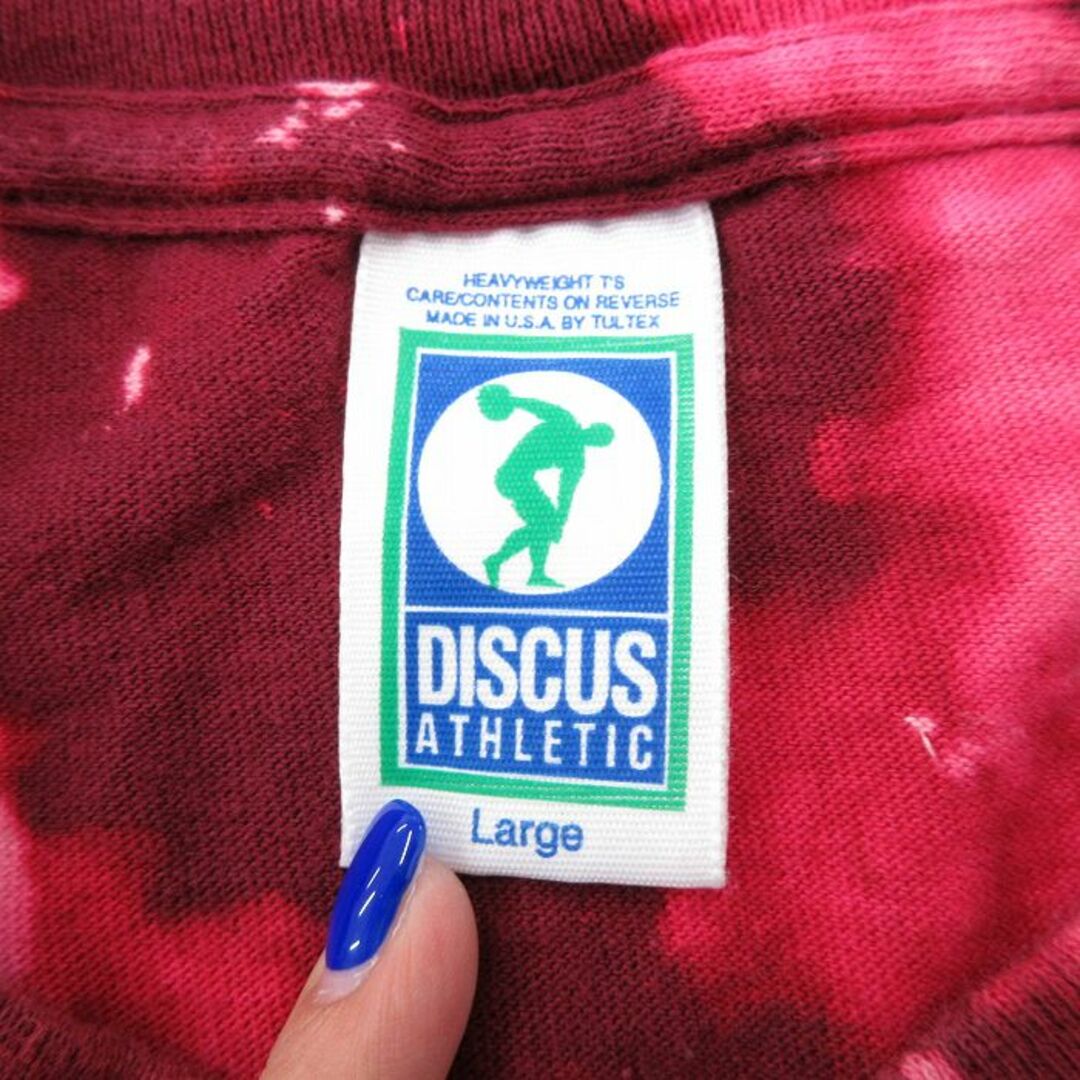 HEAVYWEIGHT T'S
CARE/CONTENTS ON REVERSE
MADE IN U.S.A. BY TULTEX
DISCUS
ATHLETIC
Large